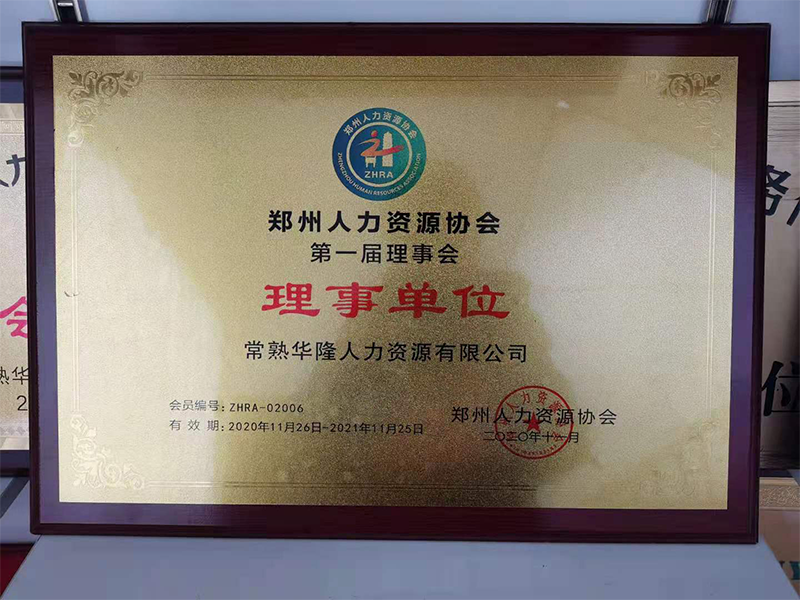 郑州人力资源协会
ZHRA
ZHENGZHOU HUMAN RESOURCES ASSOCIATION
郑州人力资源协会
第一届理事会
理事单位
常熟华隆人力资源有限公司
会员编号:ZHRA-02006
有 效 期:2020年11月26日-2021年11月25日
郑州人力资源协会
二〇二〇年十一月